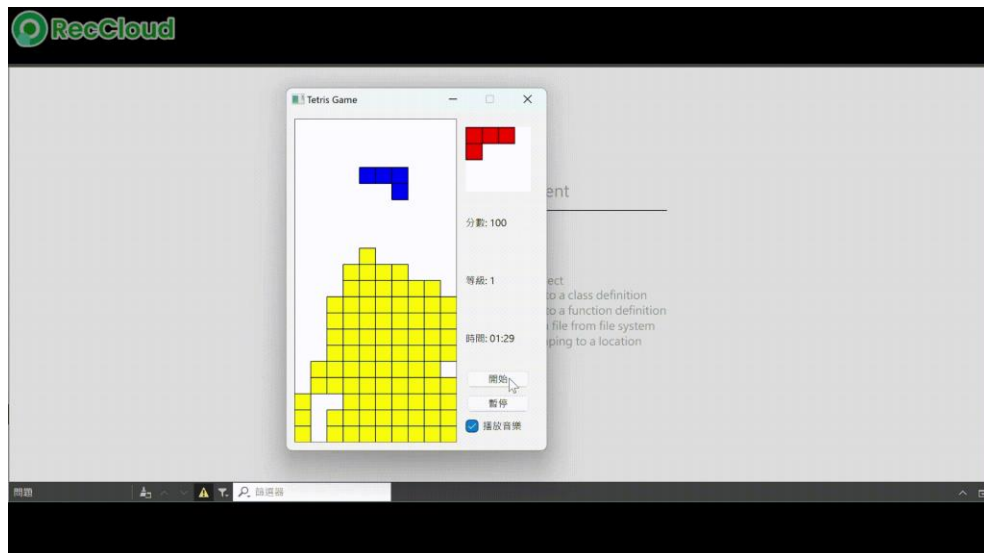 RecCloud
Tetris Game
ent
分數: 100
等級: 1
ect
to a class definition
to a function definition
file from file system
ping to a location
時間: 01:29
開始
暫停
播放音樂
問題
篩選器